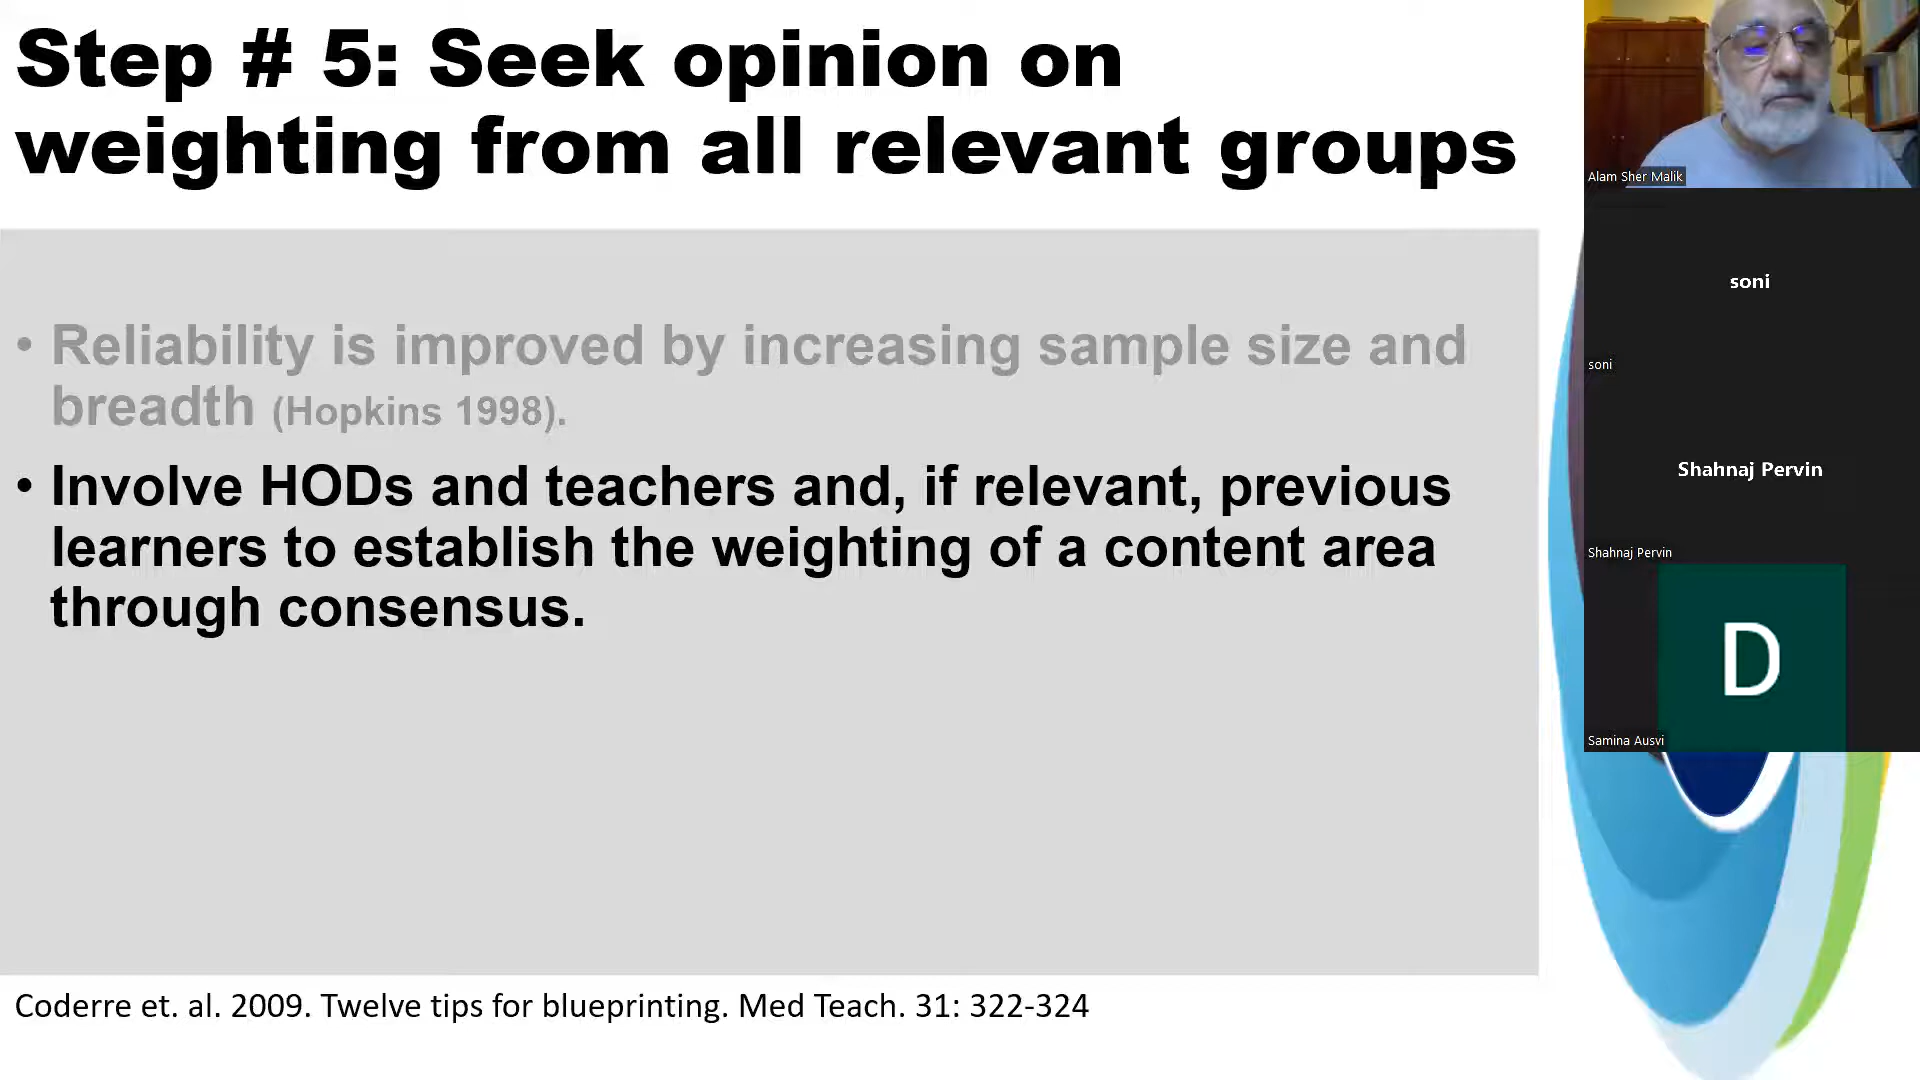 Step # 5: Seek opinion on
weighting from all relevant groups
• Reliability is improved by increasing sample size and
breadth (Hopkins 1998).
• Involve HODs and teachers and, if relevant, previous
learners to establish the weighting of a content area
through consensus.
Coderre et. al. 2009. Twelve tips for blueprinting. Med Teach. 31: 322-324
Alam Sher Malik
soni
soni
Shahnaj Pervin
Shahnaj Pervin
D
Samina Ausvi